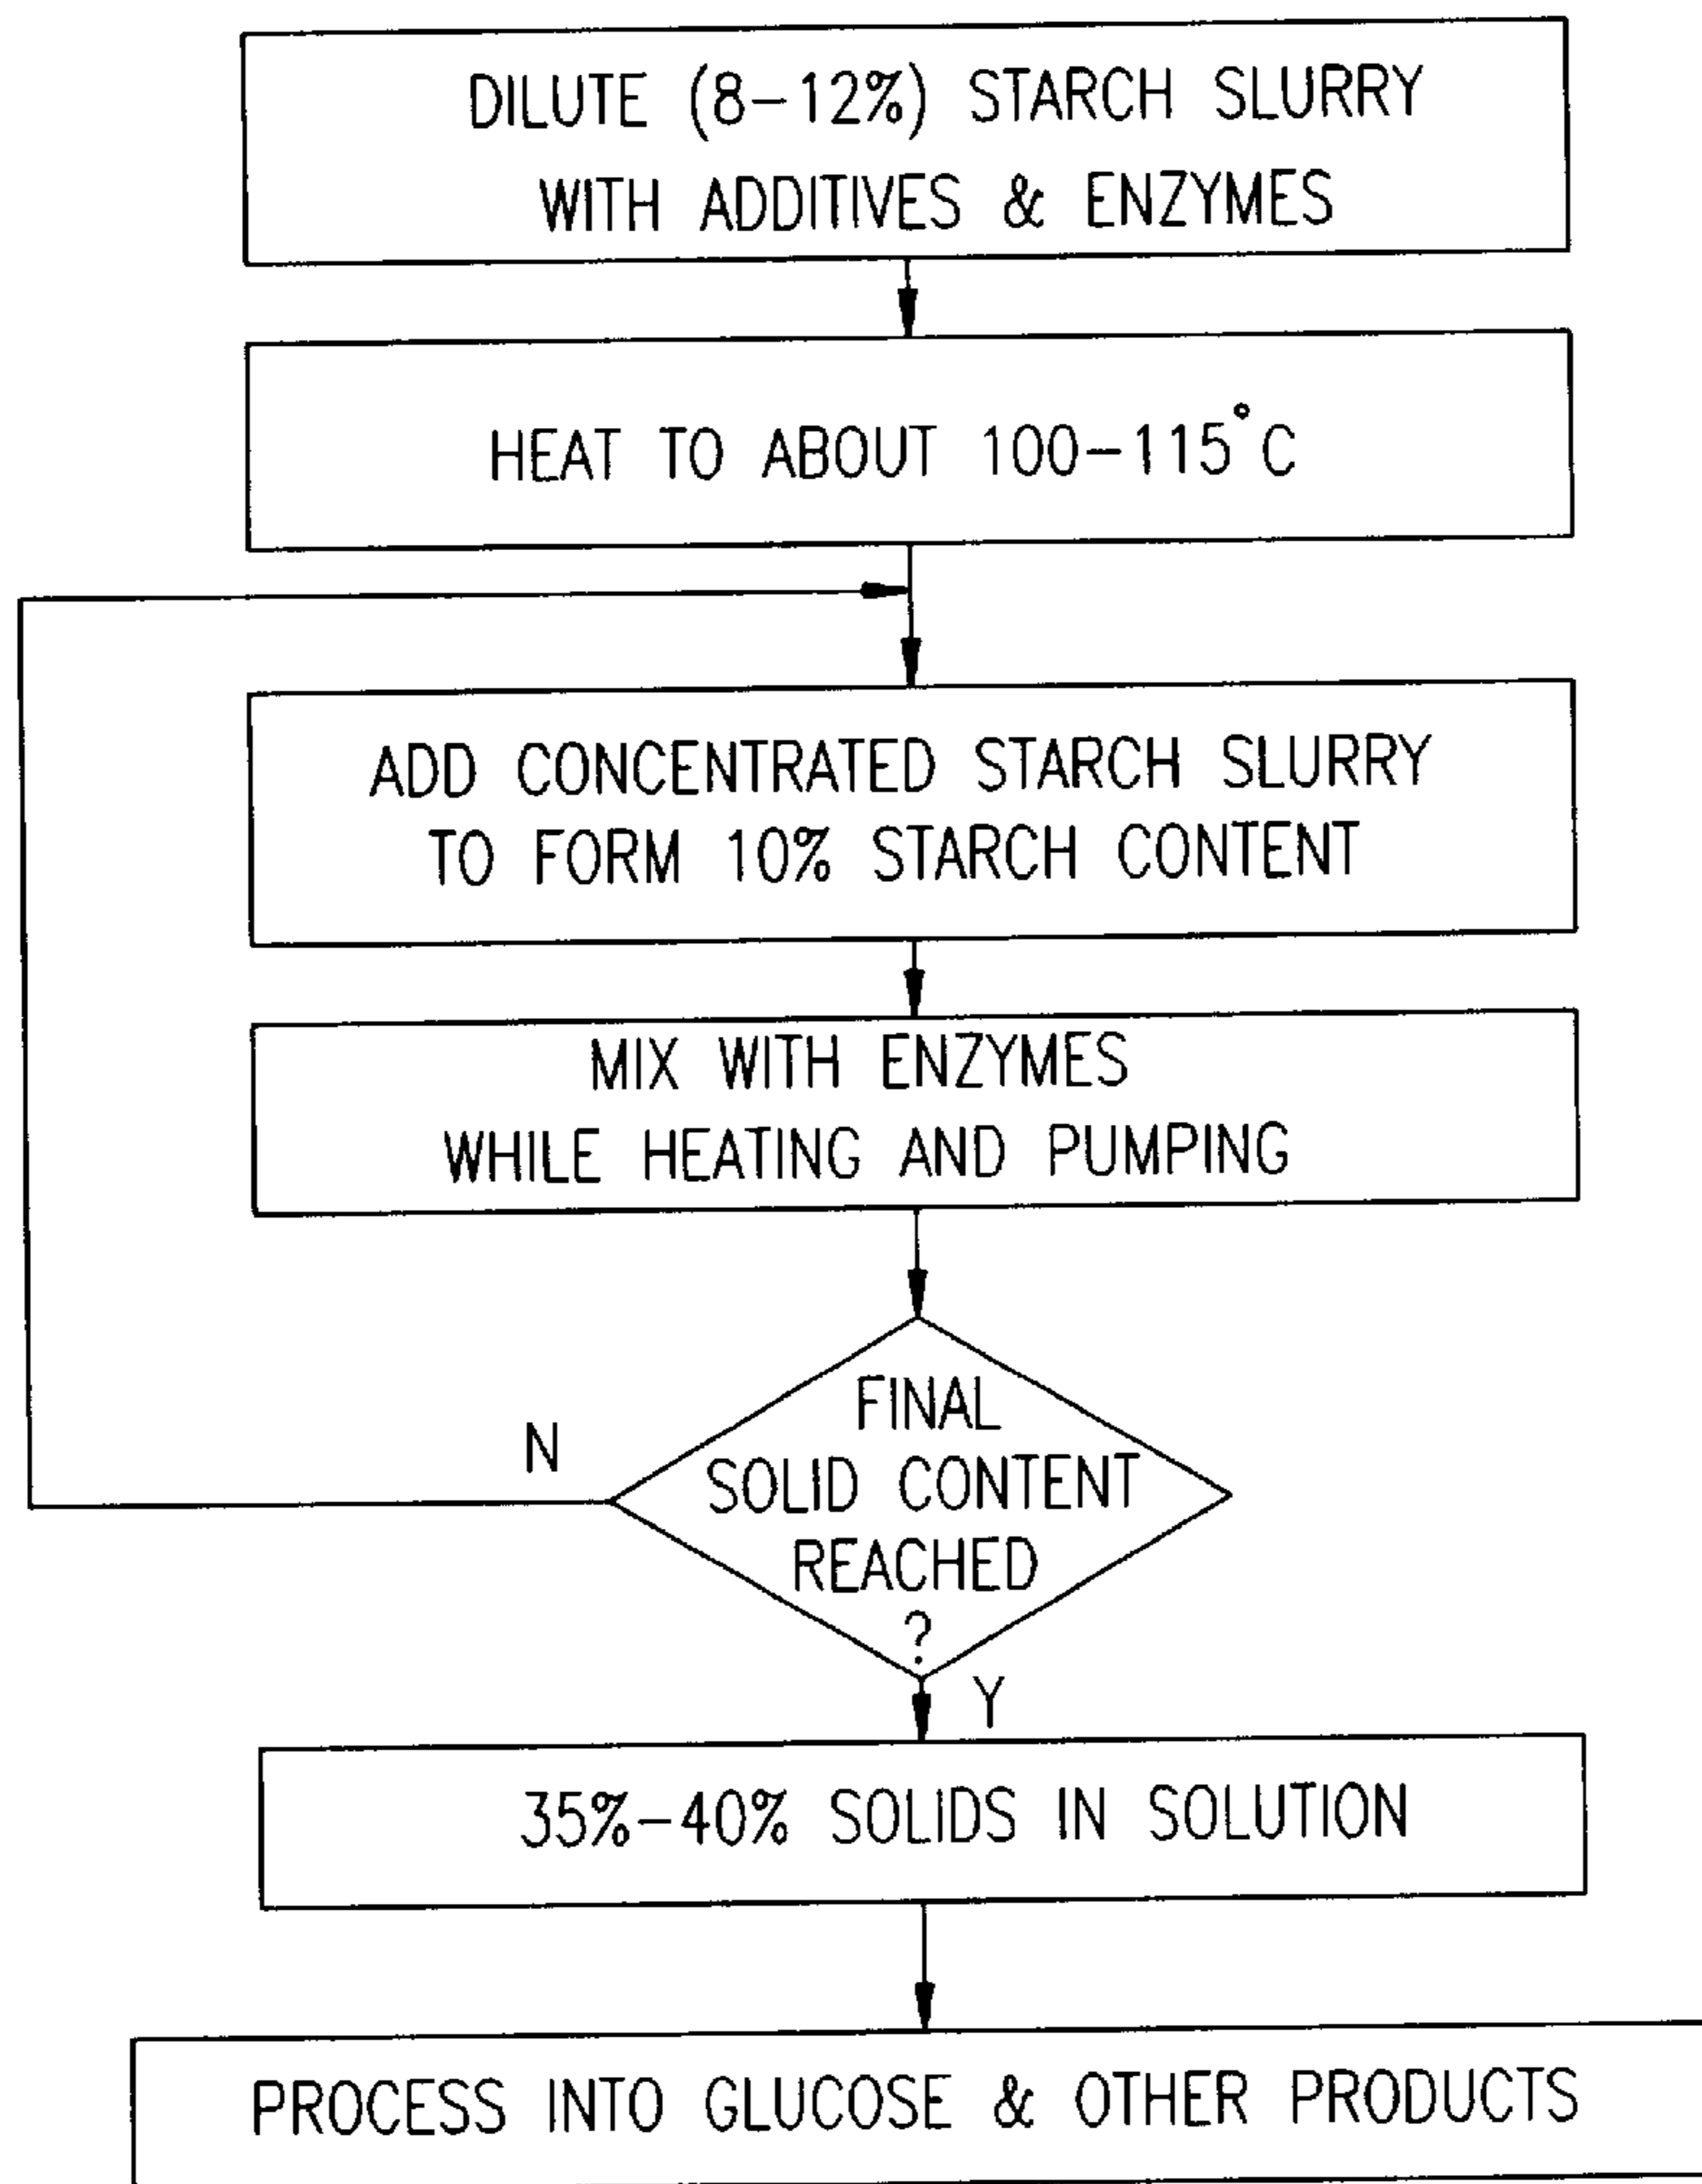 DILUTE (8-12%) STARCH SLURRY
WITH ADDITIVES & ENZYMES
HEAT TO ABOUT 100-115°C
ADD CONCENTRATED STARCH SLURRY
TO FORM 10% STARCH CONTENT
MIX WITH ENZYMES
WHILE HEATING AND PUMPING
FINAL
SOLID CONTENT
REACHED
?
N
Y
35%-40% SOLIDS IN SOLUTION
PROCESS INTO GLUCOSE & OTHER PRODUCTS